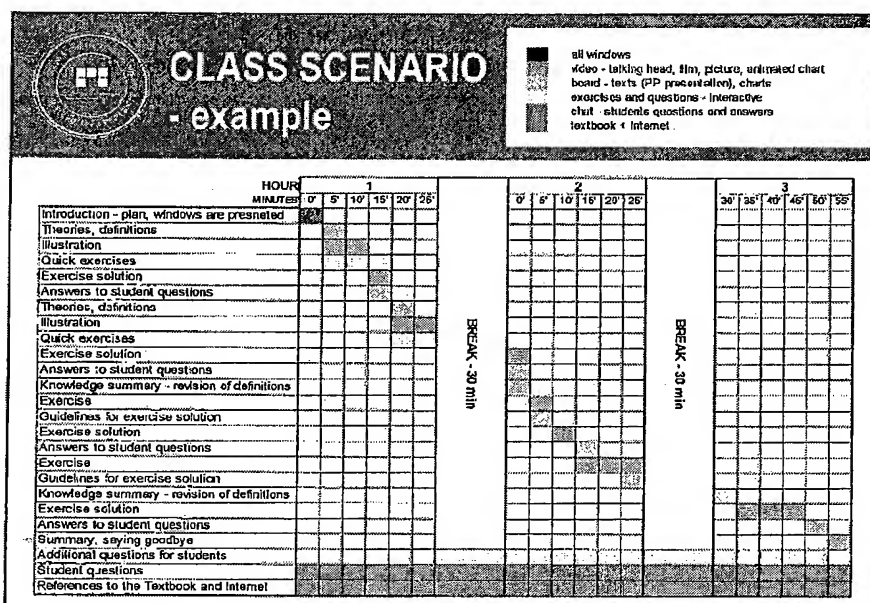 CLASS SCENARIO
- example
all windows
video - talking head, film, picture, animated chart
board - texts (PP presentation), charts
exercises and questions - Interactive
chat - students questions and answers
textbook + Internet
HOUR 1 2 3
MINUTES 0' 5' 10' 15' 20' 25' 0' 5' 10' 15' 20' 25' 30' 35' 40' 45' 50' 55'
Introduction - plan, windows are presneted
Theories, definitions
Illustration
Quick exercises
Exercise solution
Answers to student questions
Theories, definitions
Illustration
Quick exercises
Exercise solution
Answers to student questions
Knowledge summary - revision of definitions
Exercise
Guidelines for exercise solution
Exercise solution
Answers to student questions
Exercise
Guidelines for exercise solution
Knowledge summary - revision of definitions
Exercise solution
Answers to student questions
Summary, saying goodbye
Additional questions for students
Student questions
References to the Textbook and Internet
BREAK - 30 min
BREAK - 30 min